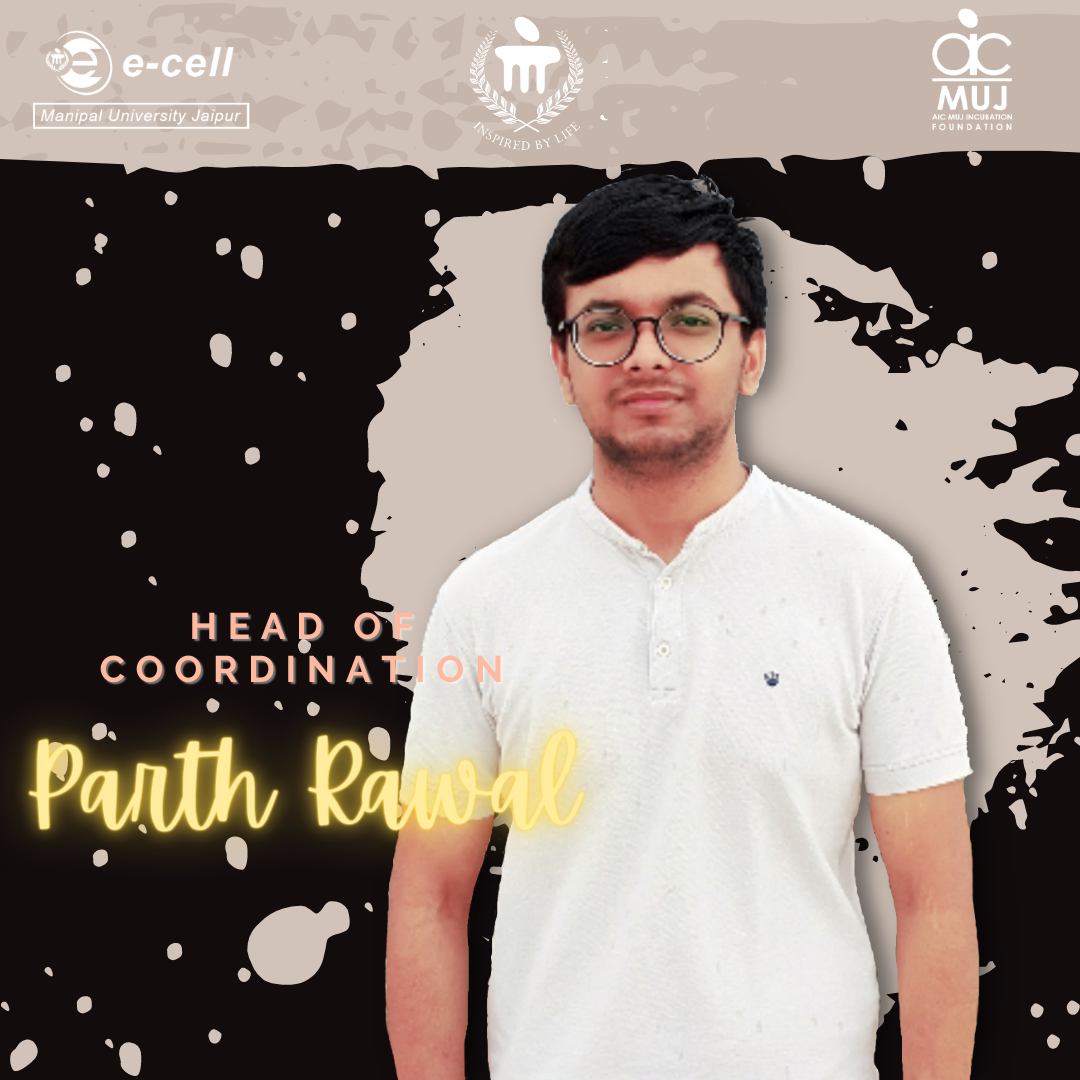 e-cell
Manipal University Jaipur
INSPIRED BY LIFE
aic
MUJ
AIC MUJ INCUBATION
FOUNDATION
HEAD OF
COORDINATION
Parth Rawal